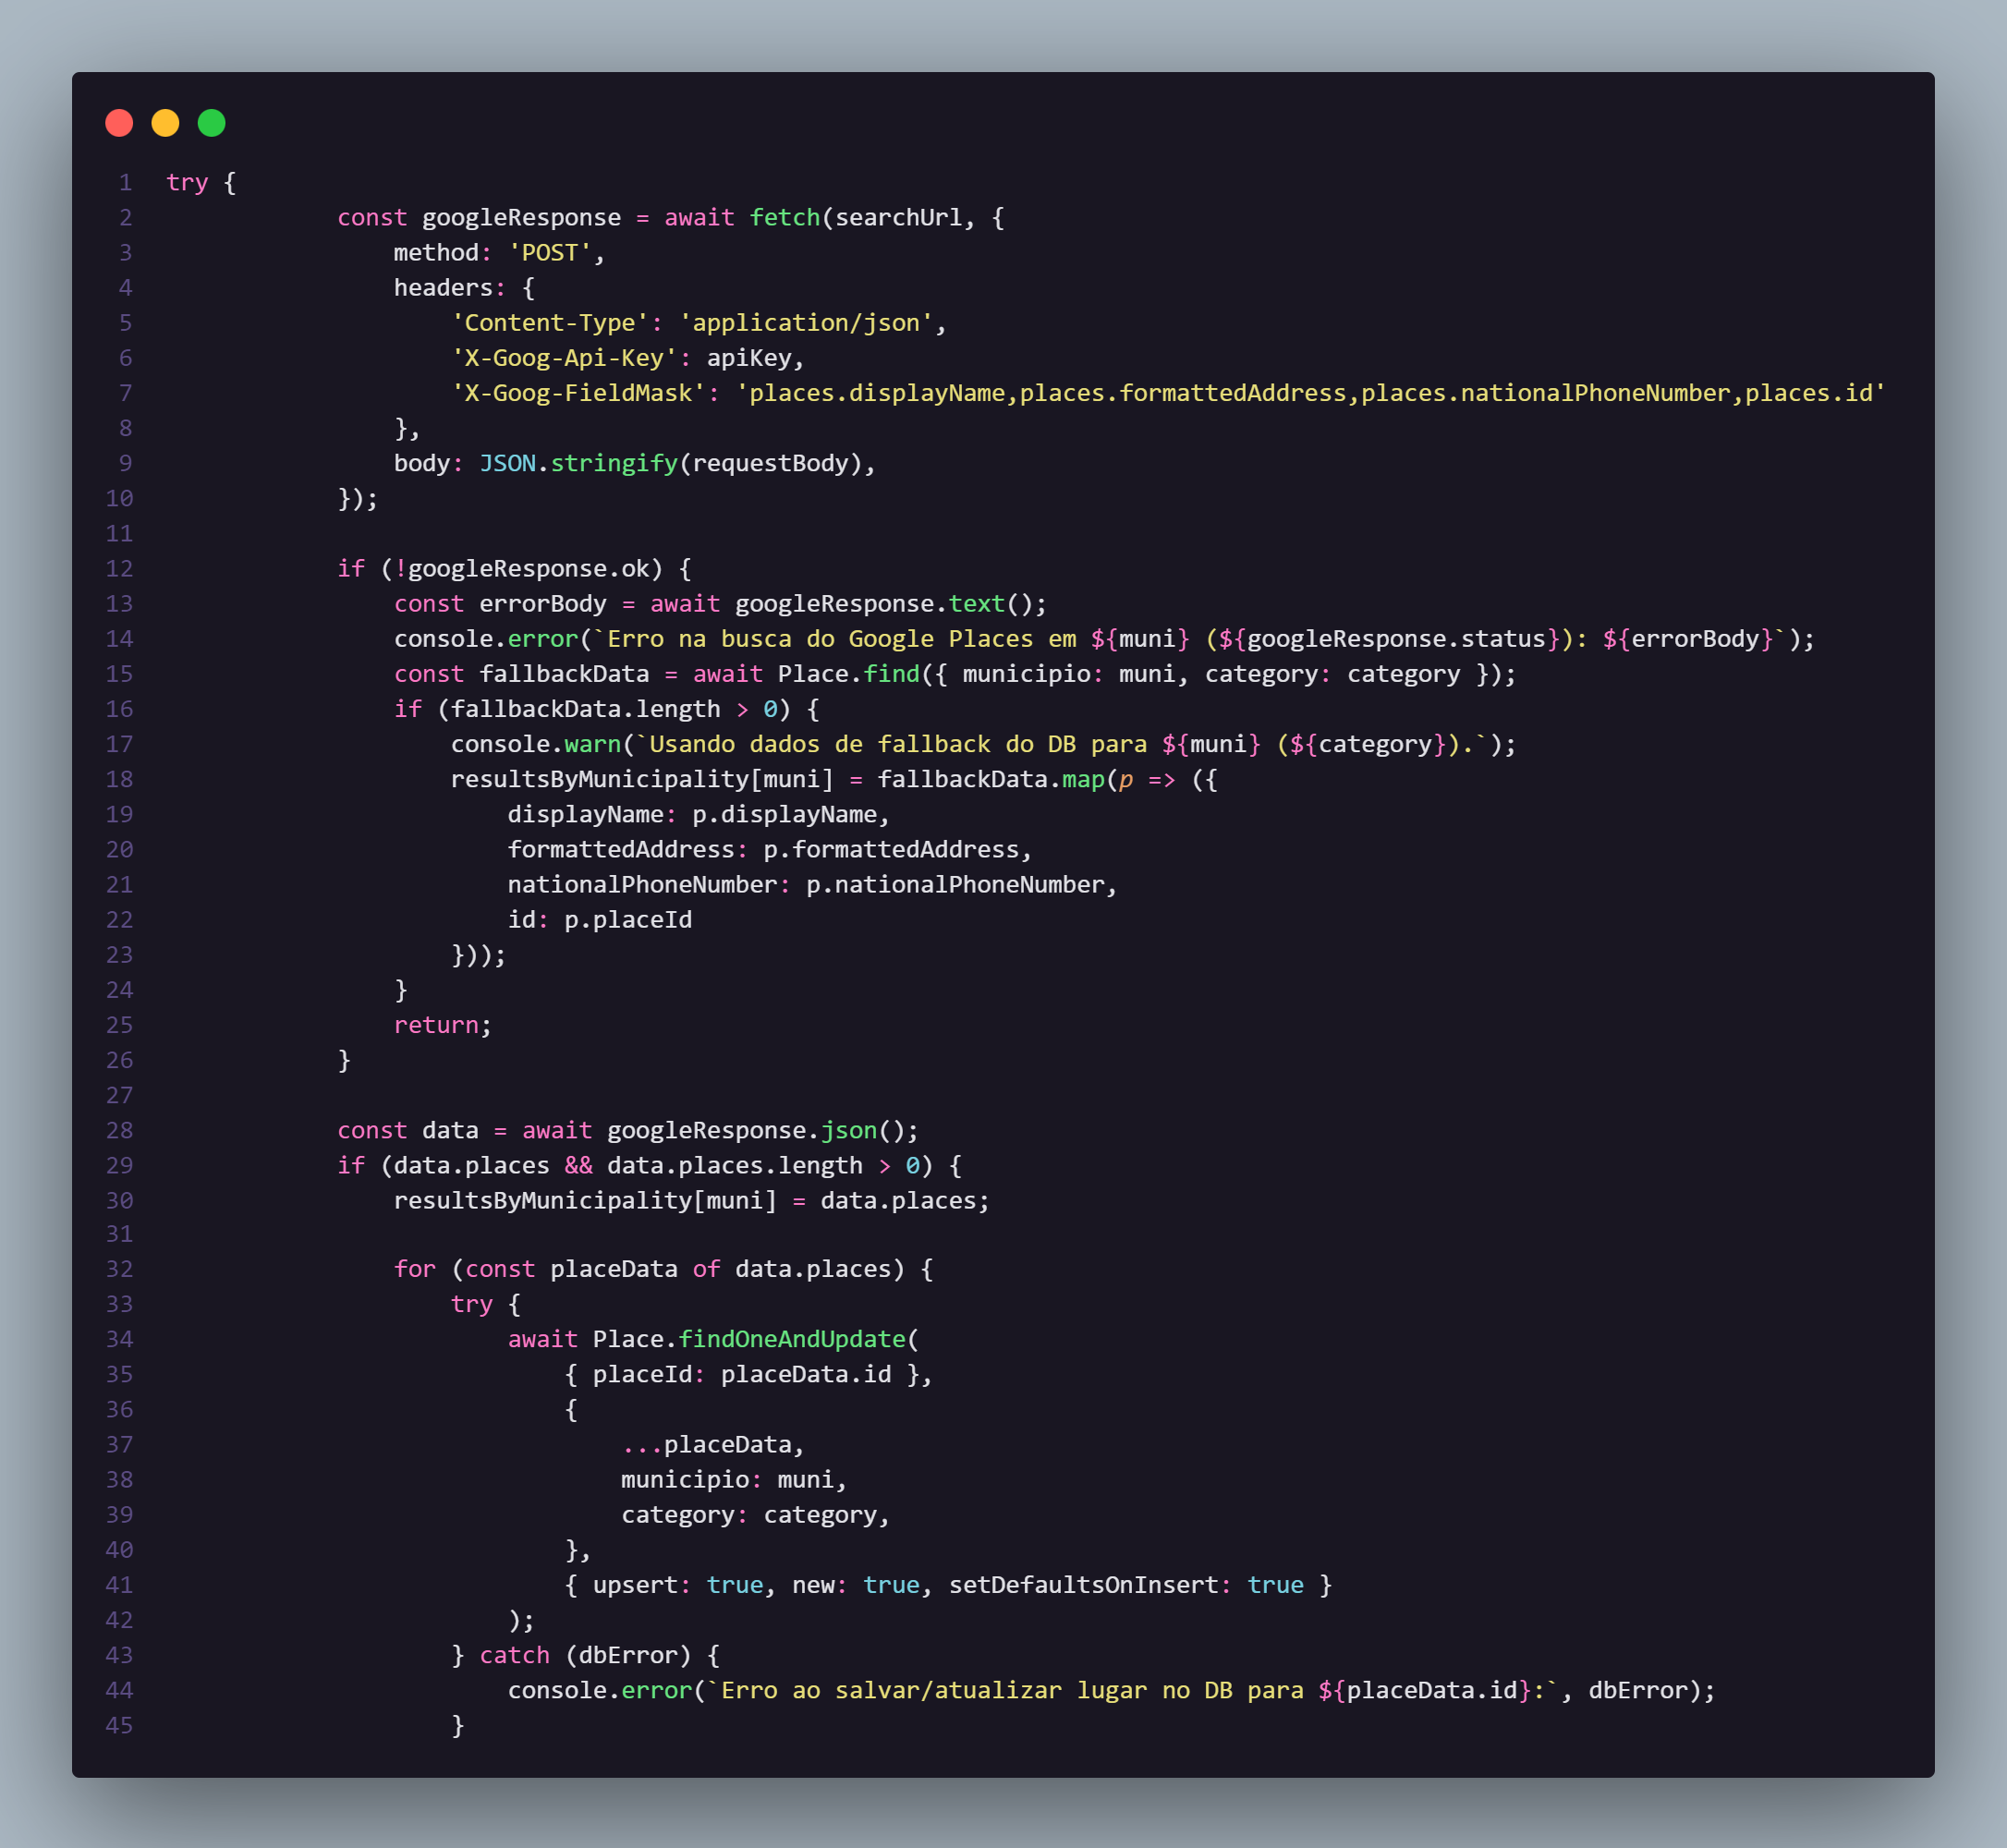 1 try {
2 const googleResponse = await fetch(searchUrl, {
3 method: 'POST',
4 headers: {
5 'Content-Type': 'application/json',
6 'X-Goog-Api-Key': apiKey,
7 'X-Goog-FieldMask': 'places.displayName,places.formattedAddress,places.nationalPhoneNumber,places.id'
8 },
9 body: JSON.stringify(requestBody),
10 });
11
12 if (!googleResponse.ok) {
13 const errorBody = await googleResponse.text();
14 console.error(`Erro na busca do Google Places em ${muni} (${googleResponse.status}): ${errorBody}`);
15 const fallbackData = await Place.find({ municipio: muni, category: category });
16 if (fallbackData.length > 0) {
17 console.warn(`Usando dados de fallback do DB para ${muni} (${category}).`);
18 resultsByMunicipality[muni] = fallbackData.map(p => ({
19 displayName: p.displayName,
20 formattedAddress: p.formattedAddress,
21 nationalPhoneNumber: p.nationalPhoneNumber,
22 id: p.placeId
23 }));
24 }
25 return;
26 }
27
28 const data = await googleResponse.json();
29 if (data.places && data.places.length > 0) {
30 resultsByMunicipality[muni] = data.places;
31
32 for (const placeData of data.places) {
33 try {
34 await Place.findOneAndUpdate(
35 { placeId: placeData.id },
36 {
37 ...placeData,
38 municipio: muni,
39 category: category,
40 },
41 { upsert: true, new: true, setDefaultsOnInsert: true }
42 );
43 } catch (dbError) {
44 console.error(`Erro ao salvar/atualizar lugar no DB para ${placeData.id}:`, dbError);
45 }